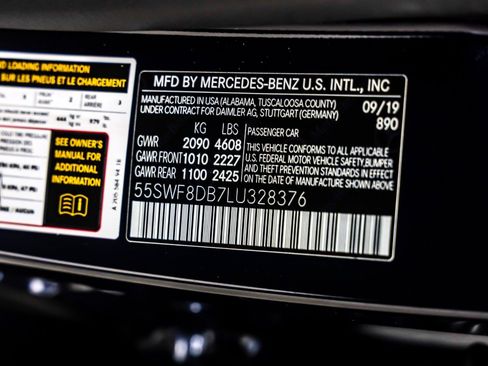 D LOADING INFORMATION
SUR LES PNEUS ET LE CHARGEMENT
SEE OWNER'S
MANUAL FOR
ADDITIONAL
INFORMATION
MFD BY MERCEDES-BENZ U.S. INTL., INC
MANUFACTURED IN USA (ALABAMA, TUSCALOOSA COUNTY) 09/19
UNDER CONTRACT FOR DAIMLER AG, STUTTGART (GERMANY) 890
KG LBS PASSENGER CAR
GVWR 2090 4608
GAWR FRONT 1010 2227
GAWR REAR 1100 2425
THIS VEHICLE CONFORMS TO ALL APPLICABLE
U.S. FEDERAL MOTOR VEHICLE SAFETY, BUMPER
AND THEFT PREVENTION STANDARDS IN EFFECT
ON THE DATE OF MANUFACTURE SHOWN ABOVE
55SWF8DB7LU328376